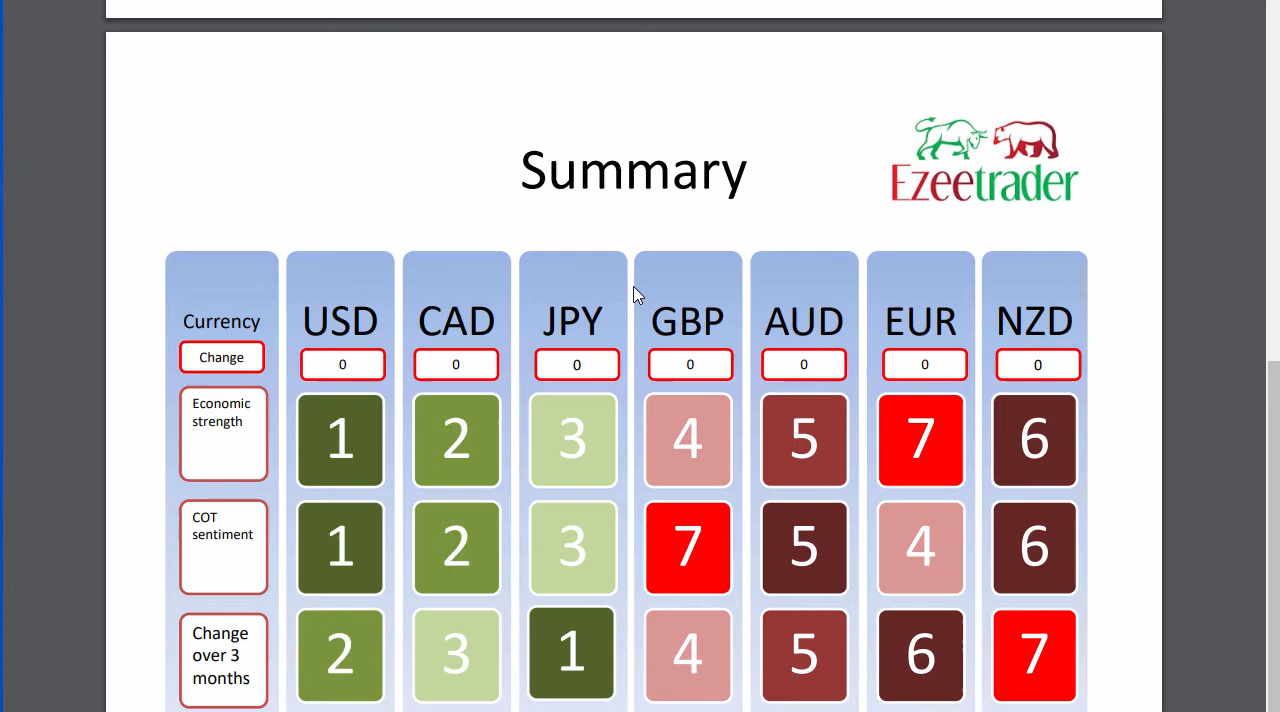 Summary
Ezeetrader
Currency USD CAD JPY GBP AUD EUR NZD
Change 0 0 0 0 0 0 0
Economic
strength
1 2 3 4 5 7 6
COT
sentiment
1 2 3 7 5 4 6
Change
over 3
months
2 3 1 4 5 6 7